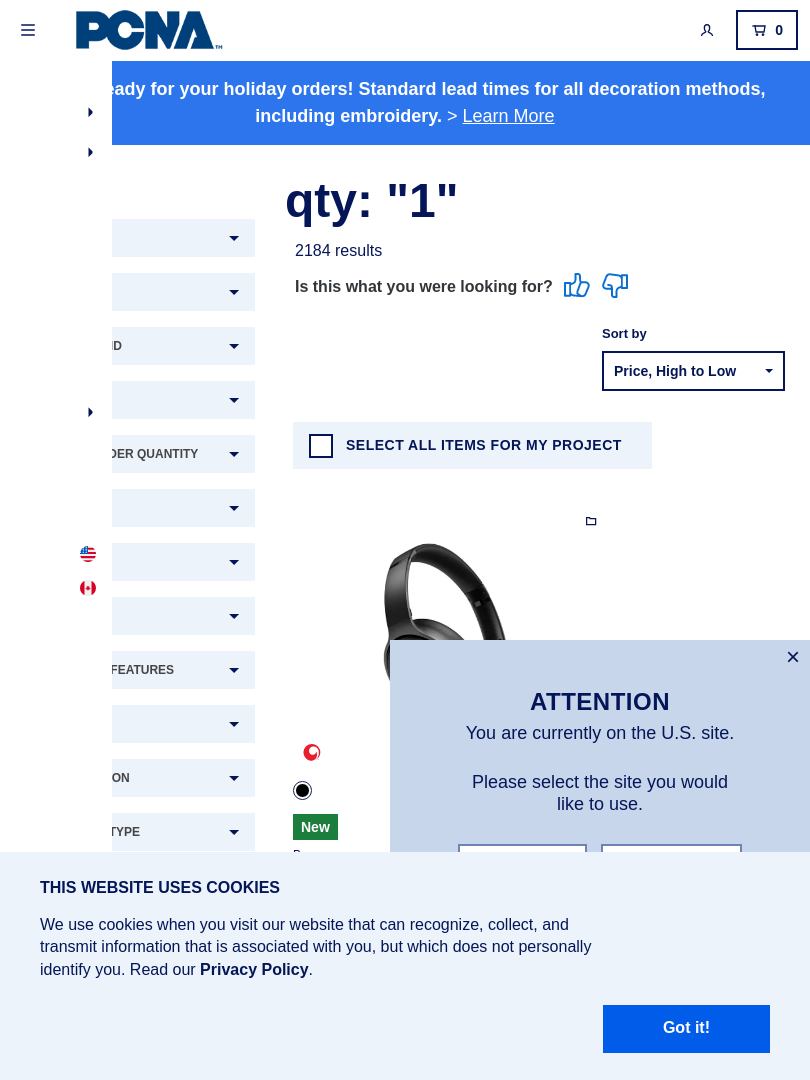 PCNA™
0
eady for your holiday orders! Standard lead times for all decoration methods,
including embroidery. > Learn More
qty: "1"
2184 results
Is this what you were looking for?
Sort by
Price, High to Low
SELECT ALL ITEMS FOR MY PROJECT
DER QUANTITY
FEATURES
ON
TYPE
New
ATTENTION
You are currently on the U.S. site.
Please select the site you would
like to use.
THIS WEBSITE USES COOKIES
We use cookies when you visit our website that can recognize, collect, and
transmit information that is associated with you, but which does not personally
identify you. Read our Privacy Policy.
Got it!